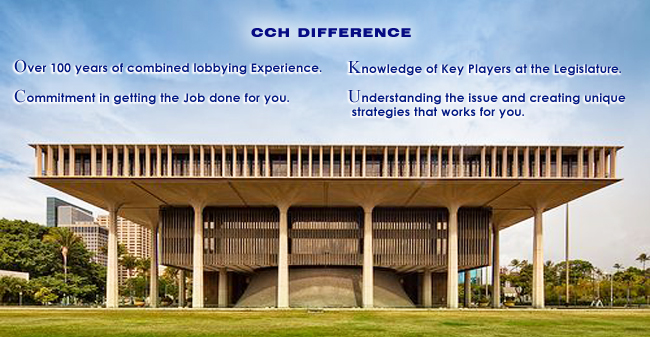 CCH DIFFERENCE
Over 100 years of combined lobbying Experience.
Knowledge of Key Players at the Legislature.
Commitment in getting the Job done for you.
Understanding the issue and creating unique
strategies that works for you.